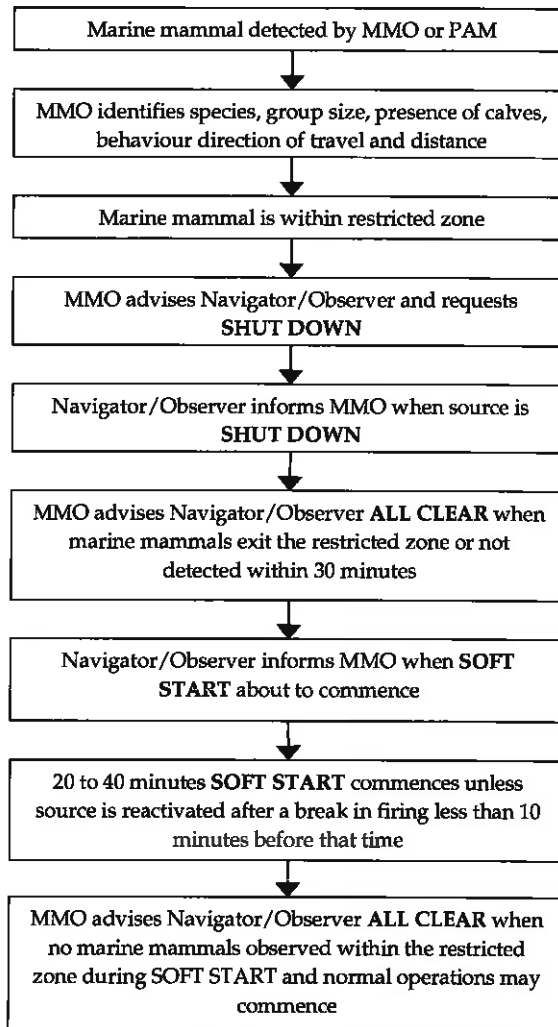 Marine mammal detected by MMO or PAM
MMO identifies species, group size, presence of calves,
behaviour direction of travel and distance
Marine mammal is within restricted zone
MMO advises Navigator/Observer and requests
SHUT DOWN
Navigator/Observer informs MMO when source is
SHUT DOWN
MMO advises Navigator/Observer ALL CLEAR when
marine mammals exit the restricted zone or not
detected within 30 minutes
Navigator/Observer informs MMO when SOFT
START about to commence
20 to 40 minutes SOFT START commences unless
source is reactivated after a break in firing less than 10
minutes before that time
MMO advises Navigator/Observer ALL CLEAR when
no marine mammals observed within the restricted
zone during SOFT START and normal operations may
commence